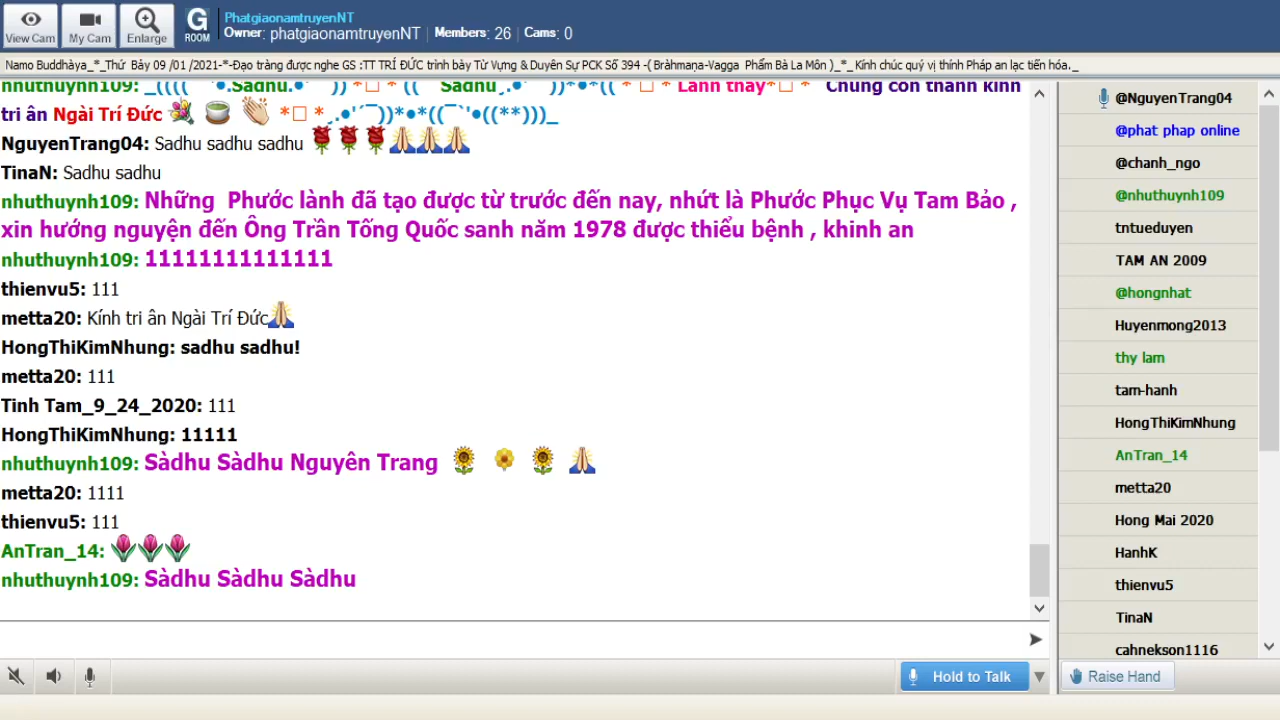 View Cam
My Cam
Enlarge
G
ROOM
PhatgiaonamtruyenNT
Owner: phatgiaonamtruyenNT | Members: 26 | Cams: 0
Namo Buddhàya_*_Thứ Bảy 09 /01 /2021-*-Đạo tràng được nghe GS :TT TRÍ ĐỨC trình bày Từ Vựng & Duyên Sự PCK Số 394 -( Bràhmaṇa-Vagga Phẩm Bà La Môn )_*_ Kính chúc quý vị thính Pháp an lạc tiến hóa._
nhuthuynh109: Sadhu Lành thay Chúng con thành kính
tri ân Ngài Trí Đức
NguyenTrang04: Sadhu sadhu sadhu
TinaN: Sadhu sadhu
nhuthuynh109: Những Phước lành đã tạo được từ trước đến nay, nhứt là Phước Phục Vụ Tam Bảo ,
xin hướng nguyện đến Ông Trần Tống Quốc sanh năm 1978 được thiểu bệnh , khinh an
nhuthuynh109: 11111111111111
thienvu5: 111
metta20: Kính tri ân Ngài Trí Đức
HongThiKimNhung: sadhu sadhu!
metta20: 111
Tinh Tam_9_24_2020: 111
HongThiKimNhung: 11111
nhuthuynh109: Sàdhu Sàdhu Nguyên Trang
metta20: 1111
thienvu5: 111
AnTran_14:
nhuthuynh109: Sàdhu Sàdhu Sàdhu
Hold to Talk
@NguyenTrang04
@phat phap online
@chanh_ngo
@nhuthuynh109
tntueduyen
TAM AN 2009
@hongnhat
Huyenmong2013
thy lam
tam-hanh
HongThiKimNhung
AnTran_14
metta20
Hong Mai 2020
HanhK
thienvu5
TinaN
cahnekson1116
Raise Hand